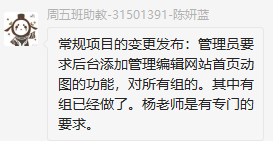 周五班助教-31501391-陈妍蓝
常规项目的变更发布：管理员要
求后台添加管理编辑网站首页动
图的功能，对所有组的。其中有
组已经做了。杨老师是有专门的
要求。